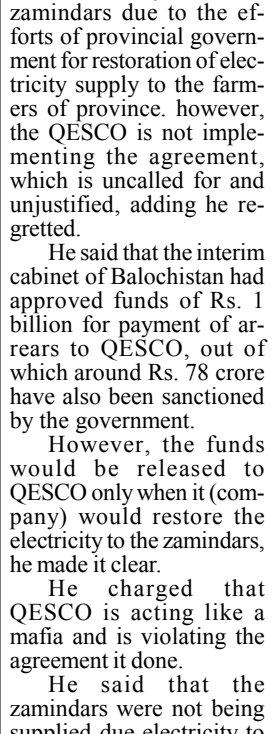 zamindars due to the ef-
forts of provincial govern-
ment for restoration of elec-
tricity supply to the farm-
ers of province. however,
the QESCO is not imple-
menting the agreement,
which is uncalled for and
unjustified, adding he re-
gretted.
He said that the interim
cabinet of Balochistan had
approved funds of Rs. 1
billion for payment of ar-
rears to QESCO, out of
which around Rs. 78 crore
have also been sanctioned
by the government.
However, the funds
would be released to
QESCO only when it (com-
pany) would restore the
electricity to the zamindars,
he made it clear.
He charged that
QESCO is acting like a
mafia and is violating the
agreement it done.
He said that the
zamindars were not being
supplied due electricity to